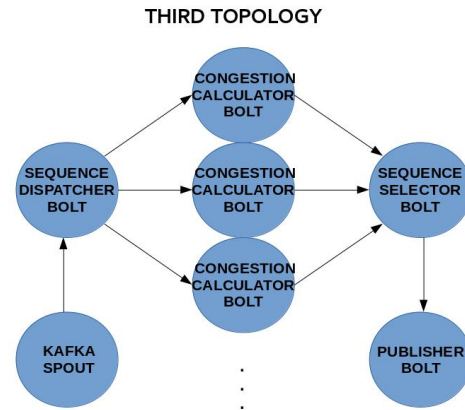 THIRD TOPOLOGY
CONGESTION
CALCULATOR
BOLT
SEQUENCE
DISPATCHER
BOLT
CONGESTION
CALCULATOR
BOLT
SEQUENCE
SELECTOR
BOLT
CONGESTION
CALCULATOR
BOLT
KAFKA
SPOUT
.
.
.
PUBLISHER
BOLT